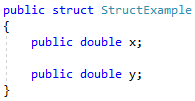 public struct StructExample
{
    public double x;
    public double y;
}